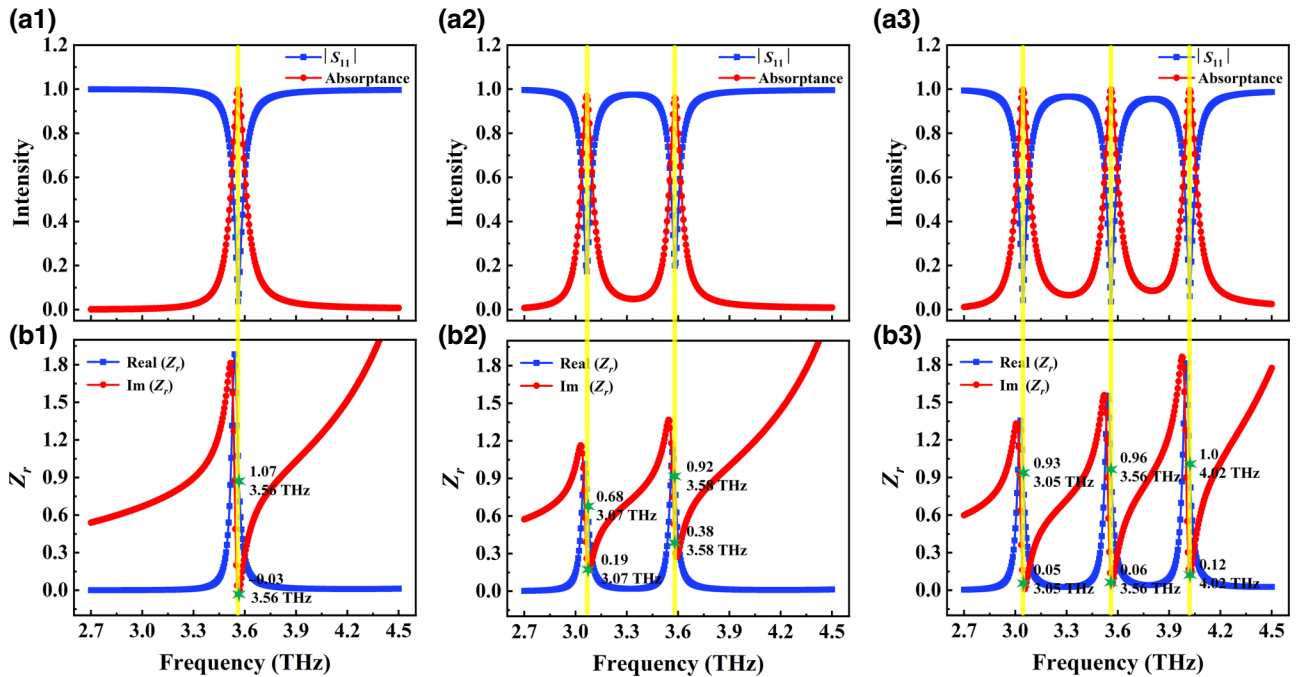 (a1)
1.2
1.0
0.8
0.6
0.4
0.2
0.0
Intensity
|S11|
Absorptance
(a2)
1.2
1.0
0.8
0.6
0.4
0.2
0.0
Intensity
|S11|
Absorptance
(a3)
1.2
1.0
0.8
0.6
0.4
0.2
0.0
Intensity
|S11|
Absorptance
(b1)
1.8
1.5
1.2
0.9
0.6
0.3
0.0
Zr
Real (Zr)
Im (Zr)
1.07
3.56 THz
−0.03
3.56 THz
2.7 3.0 3.3 3.6 3.9 4.2 4.5
Frequency (THz)
(b2)
1.8
1.5
1.2
0.9
0.6
0.3
0.0
Zr
Real (Zr)
Im (Zr)
0.92
3.58 THz
0.68
3.07 THz
0.38
3.58 THz
0.19
3.07 THz
2.7 3.0 3.3 3.6 3.9 4.2 4.5
Frequency (THz)
(b3)
1.8
1.5
1.2
0.9
0.6
0.3
0.0
Zr
Real (Zr)
Im (Zr)
0.93
3.05 THz
0.96
3.56 THz
1.0
4.02 THz
0.05
3.05 THz
0.06
3.56 THz
0.12
4.02 THz
2.7 3.0 3.3 3.6 3.9 4.2 4.5
Frequency (THz)